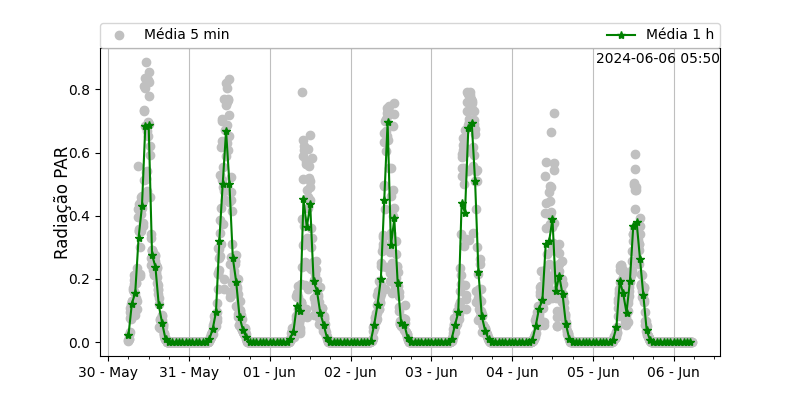 Média 5 min
Média 1 h
2024-06-06 05:50
Radiação PAR
0.8
0.6
0.4
0.2
0.0
30 - May
31 - May
01 - Jun
02 - Jun
03 - Jun
04 - Jun
05 - Jun
06 - Jun